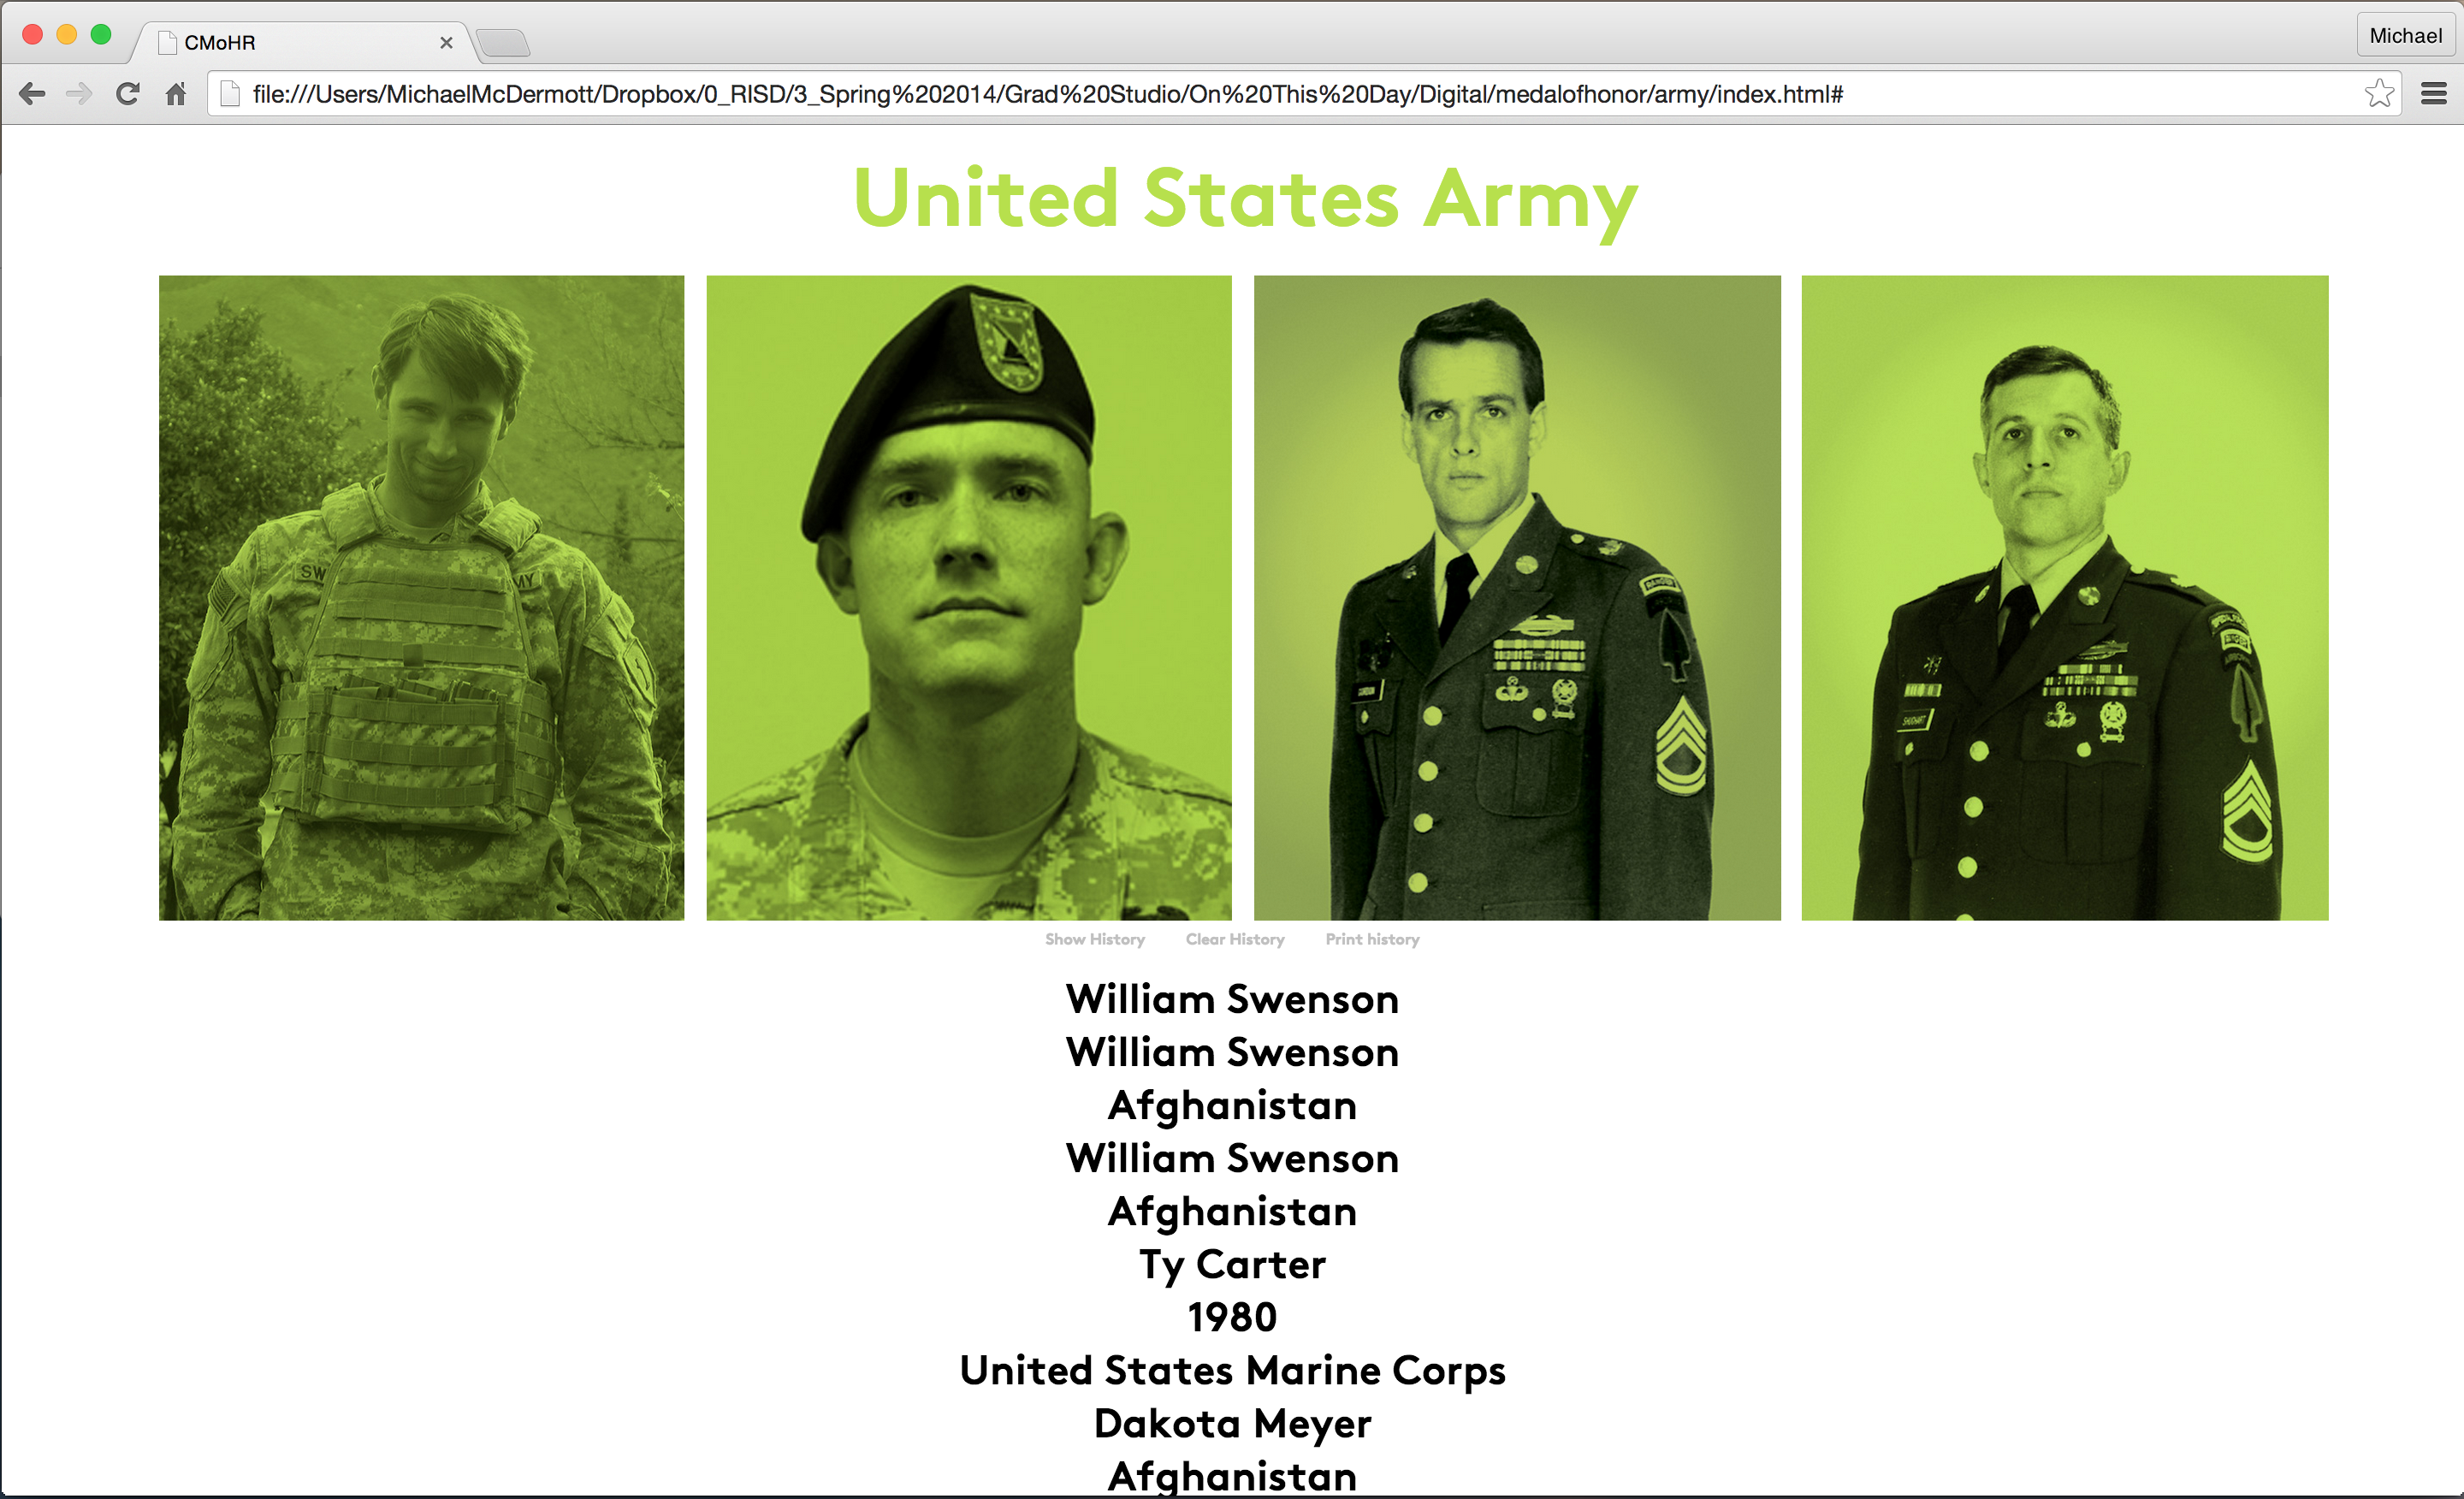 CMoHR
Michael
file:///Users/MichaelMcDermott/Dropbox/0_RISD/3_Spring%202014/Grad%20Studio/On%20This%20Day/Digital/medalofhonor/army/index.html#
United States Army
SW
MY
SHUGHART
Show History Clear History Print history
William Swenson
William Swenson
Afghanistan
William Swenson
Afghanistan
Ty Carter
1980
United States Marine Corps
Dakota Meyer
Afghanistan